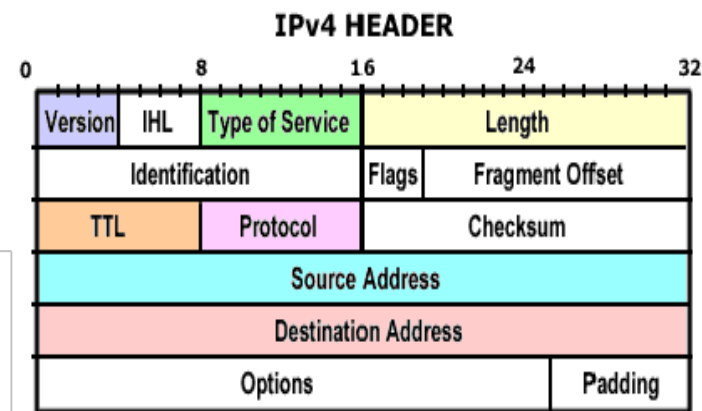 IPv4 HEADER
0 8 16 24 32
Version IHL Type of Service Length
Identification Flags Fragment Offset
TTL Protocol Checksum
Source Address
Destination Address
Options Padding